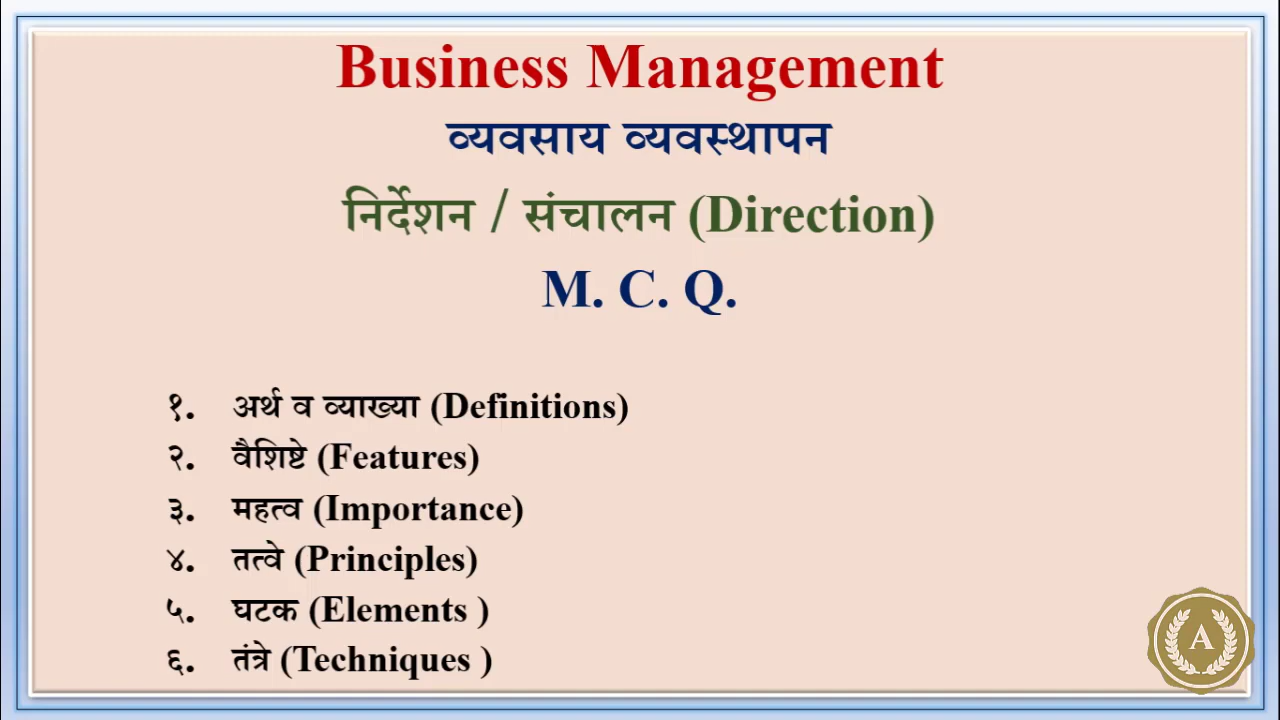 Business Management
व्यवसाय व्यवस्थापन
निर्देशन / संचालन (Direction)
M. C. Q.
१. अर्थ व व्याख्या (Definitions)
२. वैशिष्टे (Features)
३. महत्व (Importance)
४. तत्वे (Principles)
५. घटक (Elements )
६. तंत्रे (Techniques )
A